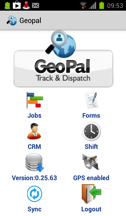 09:53
Geopal
GeoPal
Track & Dispatch
Jobs
Forms
CRM
Shift
Version:0.25.63
GPS enabled
Sync
Logout